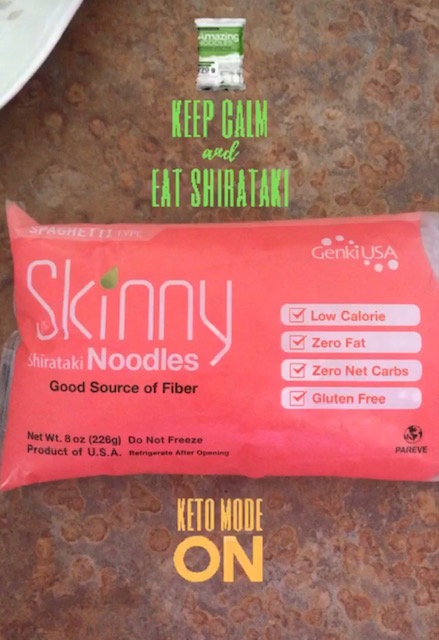 Amazing
NOODLES
KEEP CALM
and
EAT SHIRATAKI
SPAGHETTI TYPE
GenkiUSA
Skinny
Shirataki Noodles
Good Source of Fiber
Low Calorie
Zero Fat
Zero Net Carbs
Gluten Free
Net Wt. 8 oz (226g) Do Not Freeze
Product of U.S.A. Refrigerate After Opening
PAREVE
KETO MODE
ON